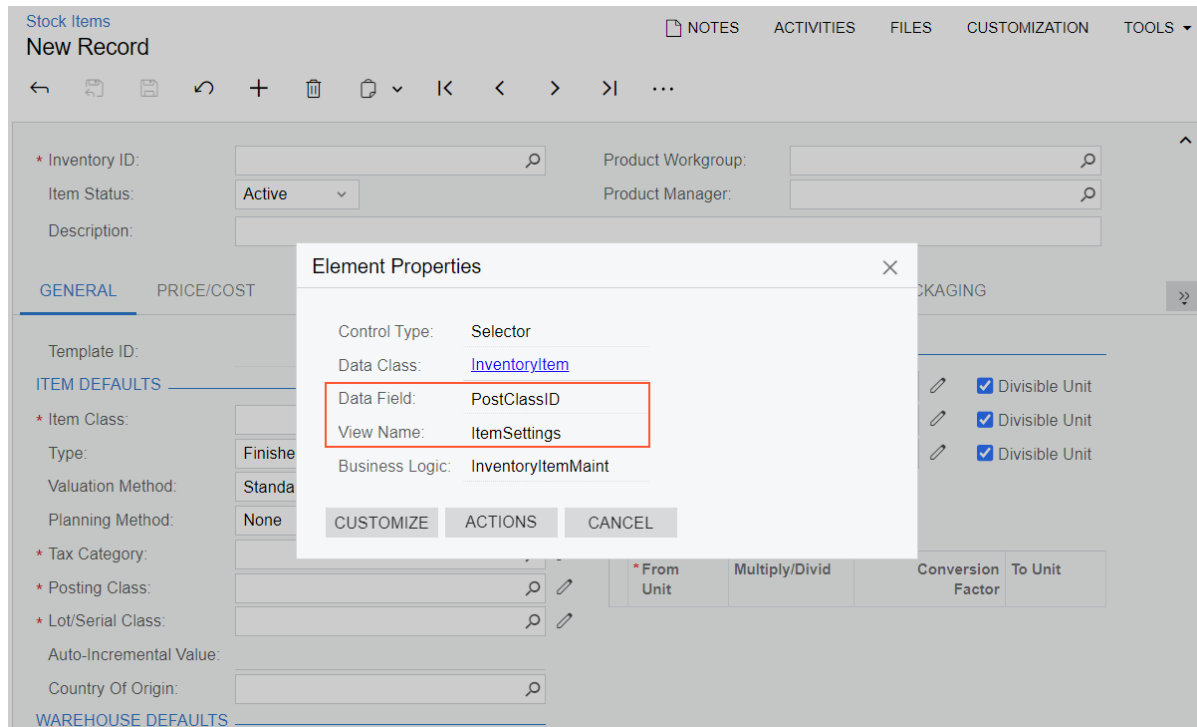 Stock Items
New Record
NOTES ACTIVITIES FILES CUSTOMIZATION TOOLS
* Inventory ID:
Product Workgroup:
Item Status: Active
Product Manager:
Description:
Element Properties
GENERAL PRICE/COST
CKAGING
Control Type: Selector
Data Class: InventoryItem
Data Field: PostClassID
View Name: ItemSettings
Business Logic: InventoryItemMaint
CUSTOMIZE ACTIONS CANCEL
Template ID:
ITEM DEFAULTS
Divisible Unit
* Item Class:
Divisible Unit
Type: Finishe
Divisible Unit
Valuation Method: Standa
Planning Method: None
* Tax Category:
* Posting Class:
* Lot/Serial Class:
Auto-Incremental Value:
Country Of Origin:
WAREHOUSE DEFAULTS
* From Unit Multiply/Divid Conversion Factor To Unit